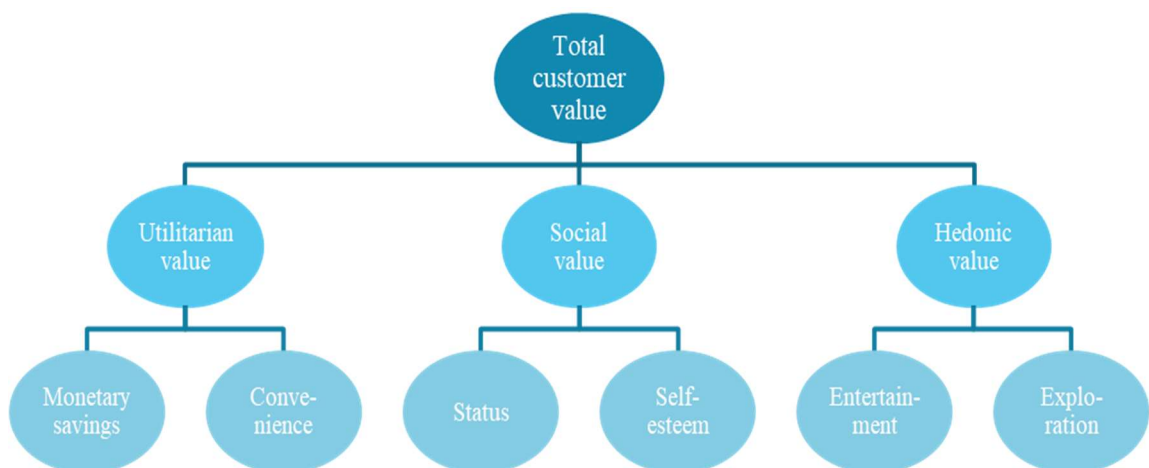 Total
customer
value
Utilitarian
value
Social
value
Hedonic
value
Monetary
savings
Conve-
nience
Status
Self-
esteem
Entertain-
ment
Explo-
ration